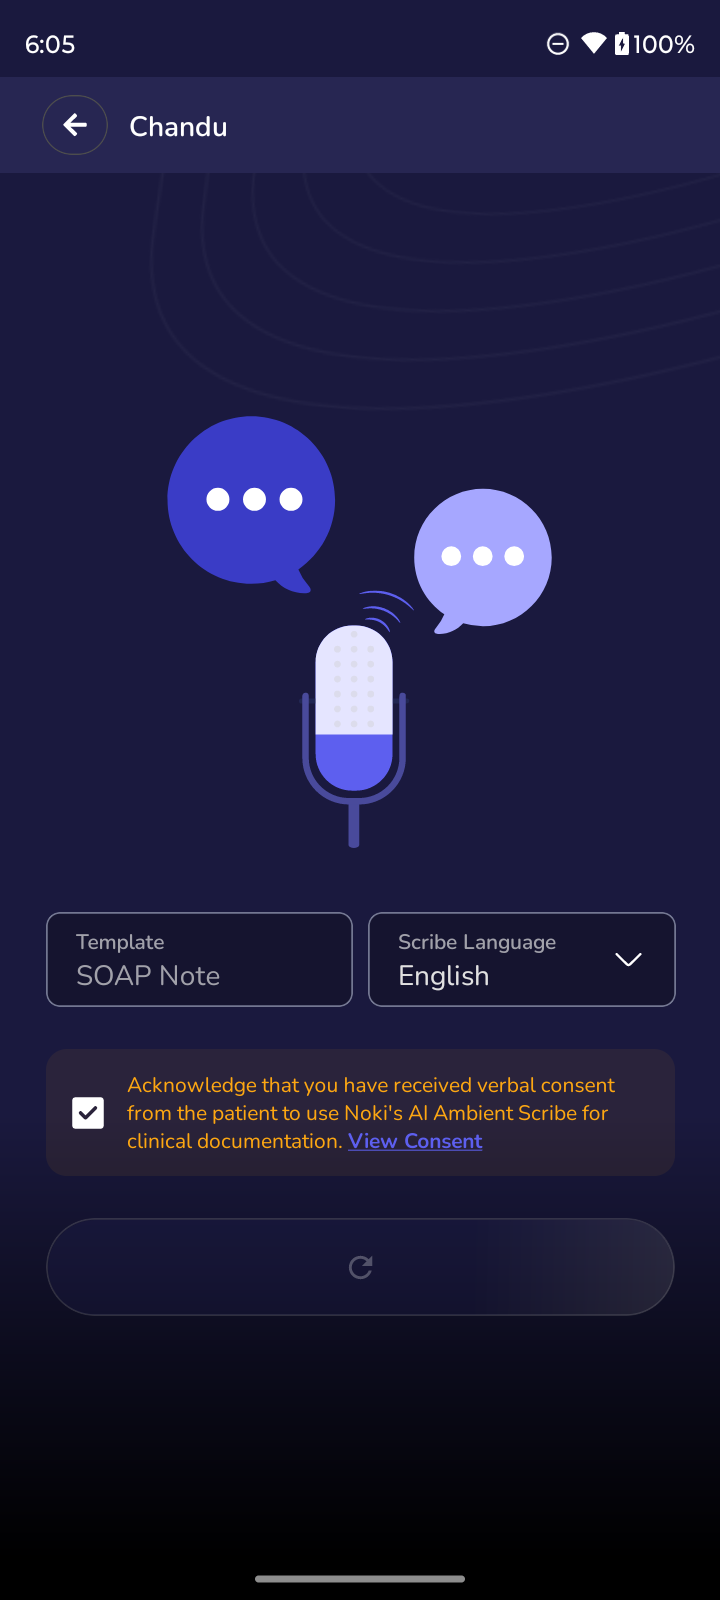 6:05
100%
Chandu
Template
SOAP Note
Scribe Language
English
Acknowledge that you have received verbal consent
from the patient to use Noki's AI Ambient Scribe for
clinical documentation. View Consent